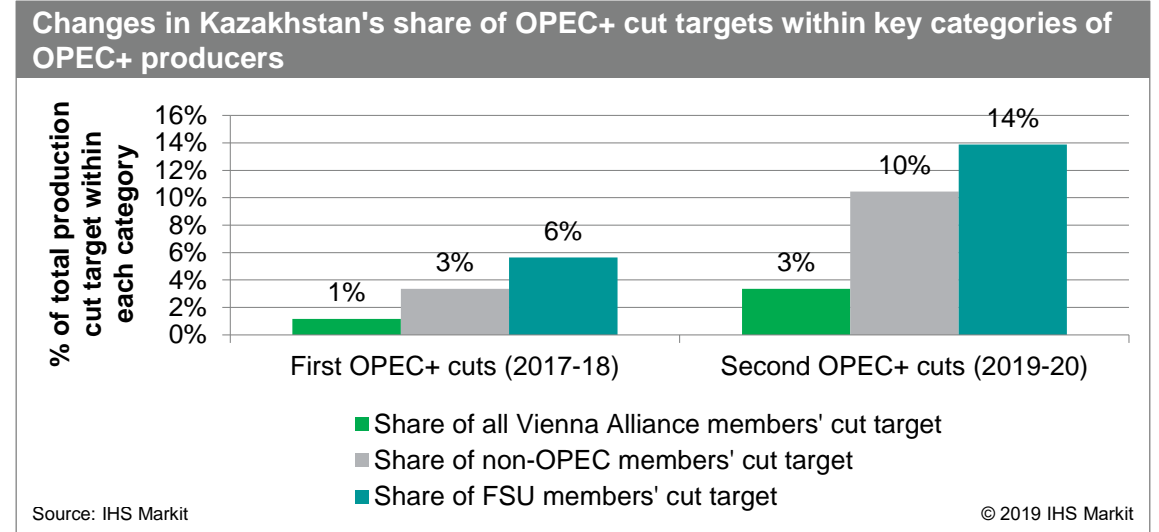 Changes in Kazakhstan's share of OPEC+ cut targets within key categories of
OPEC+ producers
% of total production
cut target within
each category
16%
14%
12%
10%
8%
6%
4%
2%
0%
1%
3%
6%
3%
10%
14%
First OPEC+ cuts (2017-18)
Second OPEC+ cuts (2019-20)
Share of all Vienna Alliance members' cut target
Share of non-OPEC members' cut target
Share of FSU members' cut target
Source: IHS Markit
© 2019 IHS Markit